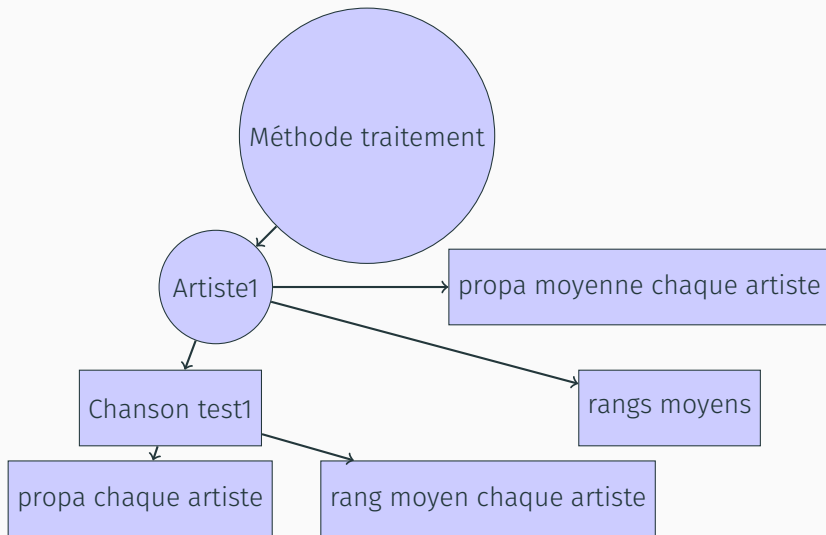 Méthode traitement
Artiste1
propa moyenne chaque artiste
Chanson test1
rangs moyens
propa chaque artiste
rang moyen chaque artiste